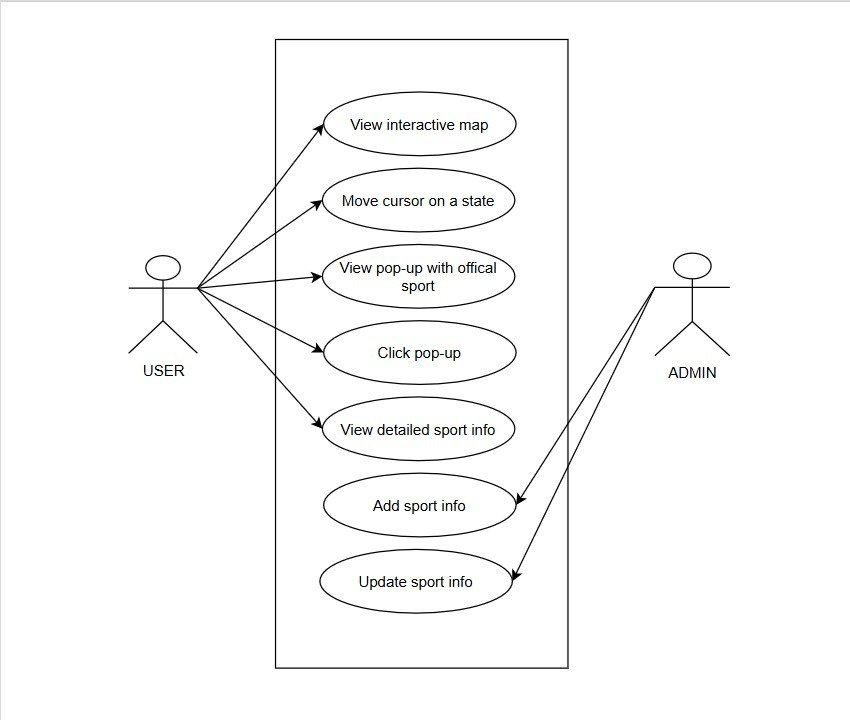 View interactive map
Move cursor on a state
View pop-up with offical
sport
Click pop-up
USER
ADMIN
View detailed sport info
Add sport info
Update sport info